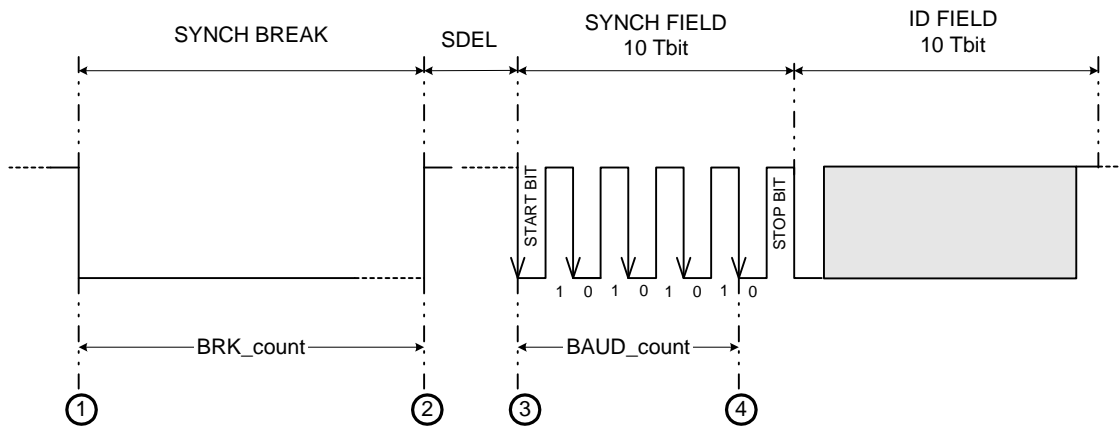 SYNCH BREAK
SDEL
SYNCH FIELD
10 Tbit
ID FIELD
10 Tbit
START BIT
STOP BIT
1 0 1 0 1 0 1 0
BRK_count
BAUD_count
1
2
3
4